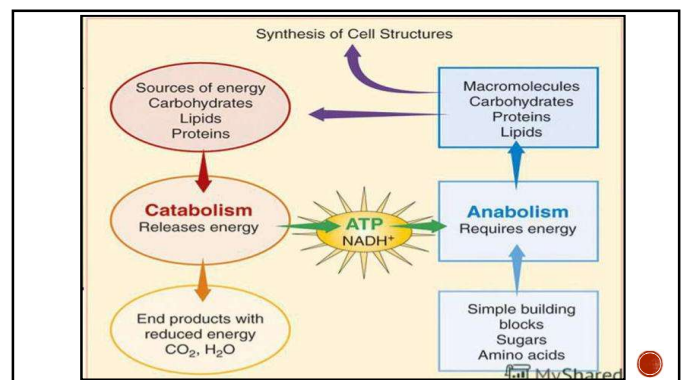 Synthesis of Cell Structures
Sources of energy
Carbohydrates
Lipids
Proteins
Macromolecules
Carbohydrates
Proteins
Lipids
Catabolism
Releases energy
ATP
NADH⁺
Anabolism
Requires energy
End products with
reduced energy
CO₂, H₂O
Simple building
blocks
Sugars
Amino acids
MyShared